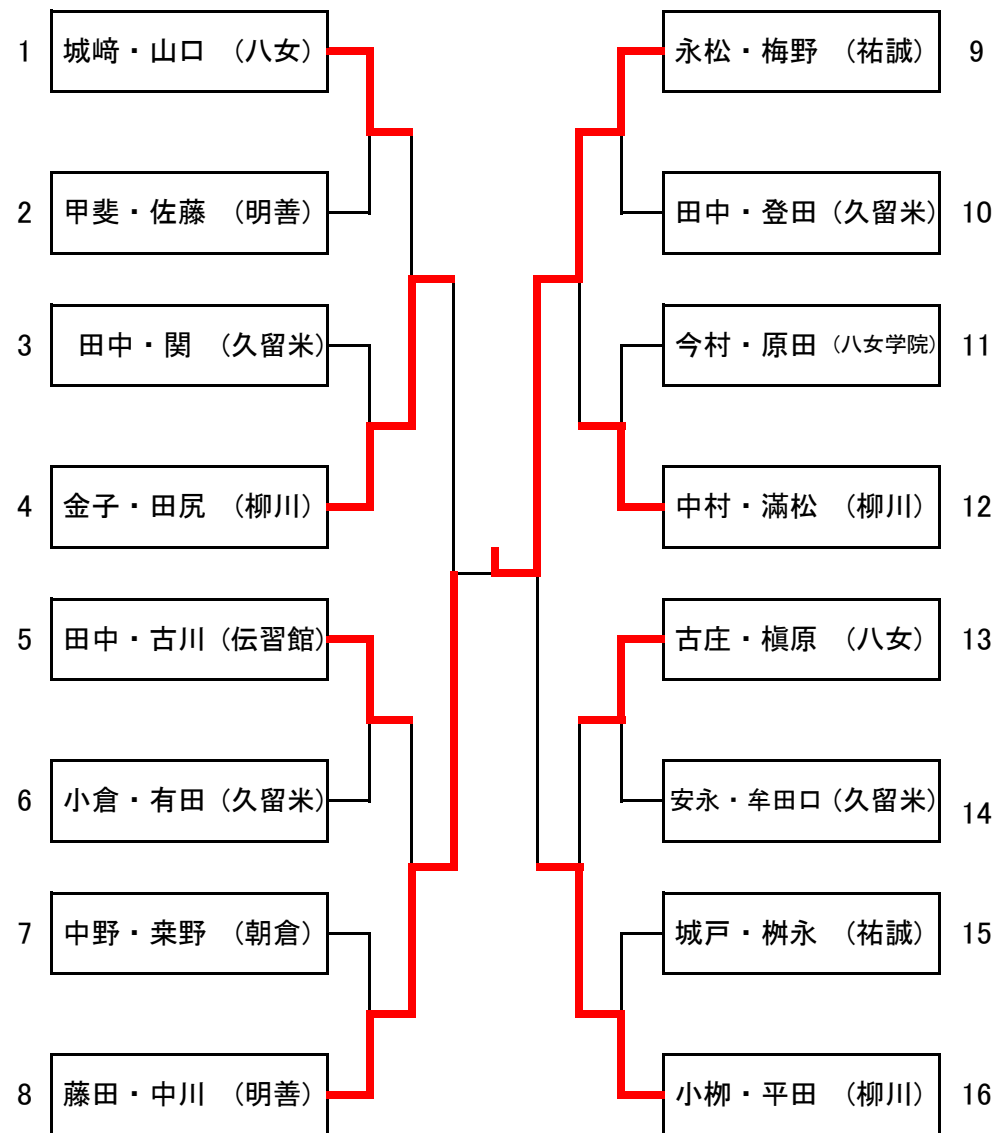 1 城﨑・山口 (八女)
2 甲斐・佐藤 (明善)
3 田中・関 (久留米)
4 金子・田尻 (柳川)
5 田中・古川 (伝習館)
6 小倉・有田 (久留米)
7 中野・桒野 (朝倉)
8 藤田・中川 (明善)
永松・梅野 (祐誠) 9
田中・登田 (久留米) 10
今村・原田 (八女学院) 11
中村・滿松 (柳川) 12
古庄・槇原 (八女) 13
安永・牟田口 (久留米) 14
城戸・桝永 (祐誠) 15
小栁・平田 (柳川) 16